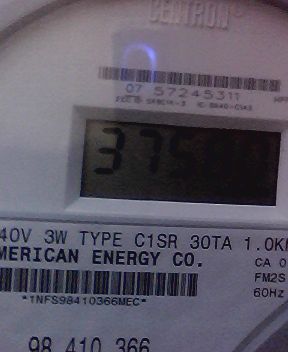 CENTRON®
07 57245311
375
40V 3W TYPE C1SR 30TA 1.0K
MERICAN ENERGY CO.
CA 0
FM2S
*1NFS98410366MEC*
60Hz
98 410 366